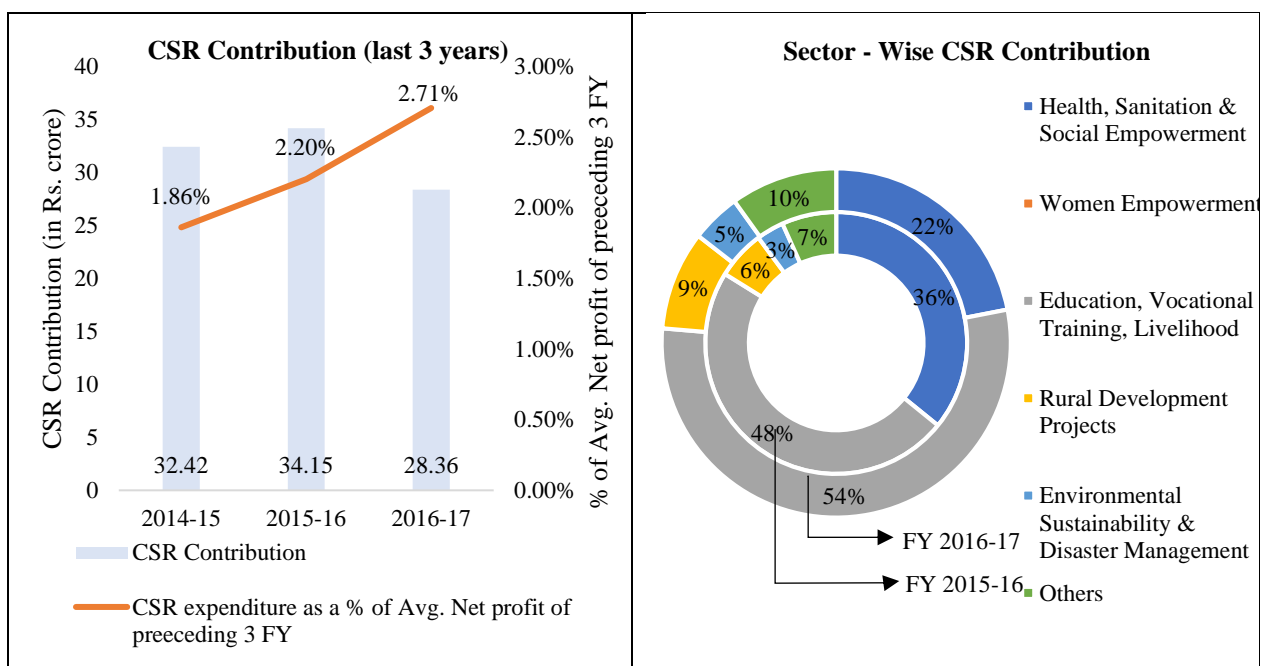 CSR Contribution (last 3 years)
CSR Contribution (in Rs. crore)
40
35
30
25
20
15
10
5
0
3.00%
2.50%
2.00%
1.50%
1.00%
0.50%
0.00%
% of Avg. Net profit of preceeding 3 FY
1.86%
2.20%
2.71%
32.42
34.15
28.36
2014-15
2015-16
2016-17
CSR Contribution
CSR expenditure as a % of Avg. Net profit of
preeceding 3 FY
Sector - Wise CSR Contribution
22%
54%
9%
5%
10%
36%
48%
6%
3%
7%
FY 2016-17
FY 2015-16
Health, Sanitation &
Social Empowerment
Women Empowerment
Education, Vocational
Training, Livelihood
Rural Development
Projects
Environmental
Sustainability &
Disaster Management
Others